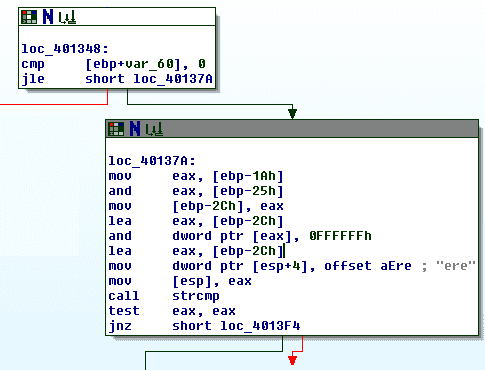 loc_401348:
cmp     [ebp+var_60], 0
jle     short loc_40137A
loc_40137A:
mov     eax, [ebp-1Ah]
and     eax, [ebp-25h]
mov     [ebp-2Ch], eax
lea     eax, [ebp-2Ch]
and     dword ptr [eax], 0FFFFFFh
lea     eax, [ebp-2Ch]
mov     dword ptr [esp+4], offset aEre ; "ere"
mov     [esp], eax
call    strcmp
test    eax, eax
jnz     short loc_4013F4